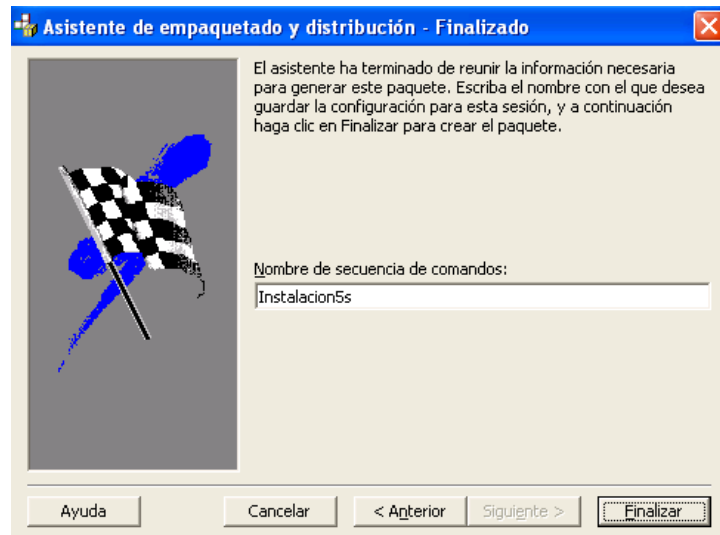 Asistente de empaquetado y distribución - Finalizado
El asistente ha terminado de reunir la información necesaria
para generar este paquete. Escriba el nombre con el que desea
guardar la configuración para esta sesión, y a continuación
haga clic en Finalizar para crear el paquete.
Nombre de secuencia de comandos:
Instalacion5s
Ayuda
Cancelar
< Anterior
Siguiente >
Finalizar